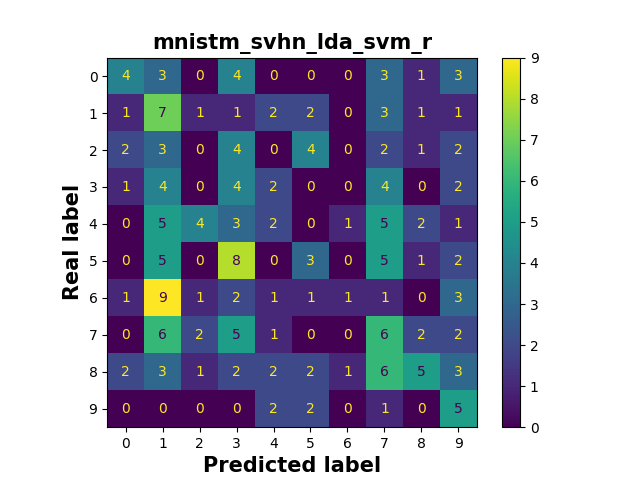 mnistm_svhn_lda_svm_r
0 4 3 0 4 0 0 0 3 1 3 9
1 1 7 1 1 2 2 0 3 1 1 8
2 2 3 0 4 0 4 0 2 1 2 7
3 1 4 0 4 2 0 0 4 0 2 6
4 0 5 4 3 2 0 1 5 2 1 5
5 0 5 0 8 0 3 0 5 1 2 4
6 1 9 1 2 1 1 1 1 0 3 3
7 0 6 2 5 1 0 0 6 2 2 2
8 2 3 1 2 2 2 1 6 5 3 1
9 0 0 0 0 2 2 0 1 0 5 0
0 1 2 3 4 5 6 7 8 9
Real label
Predicted label